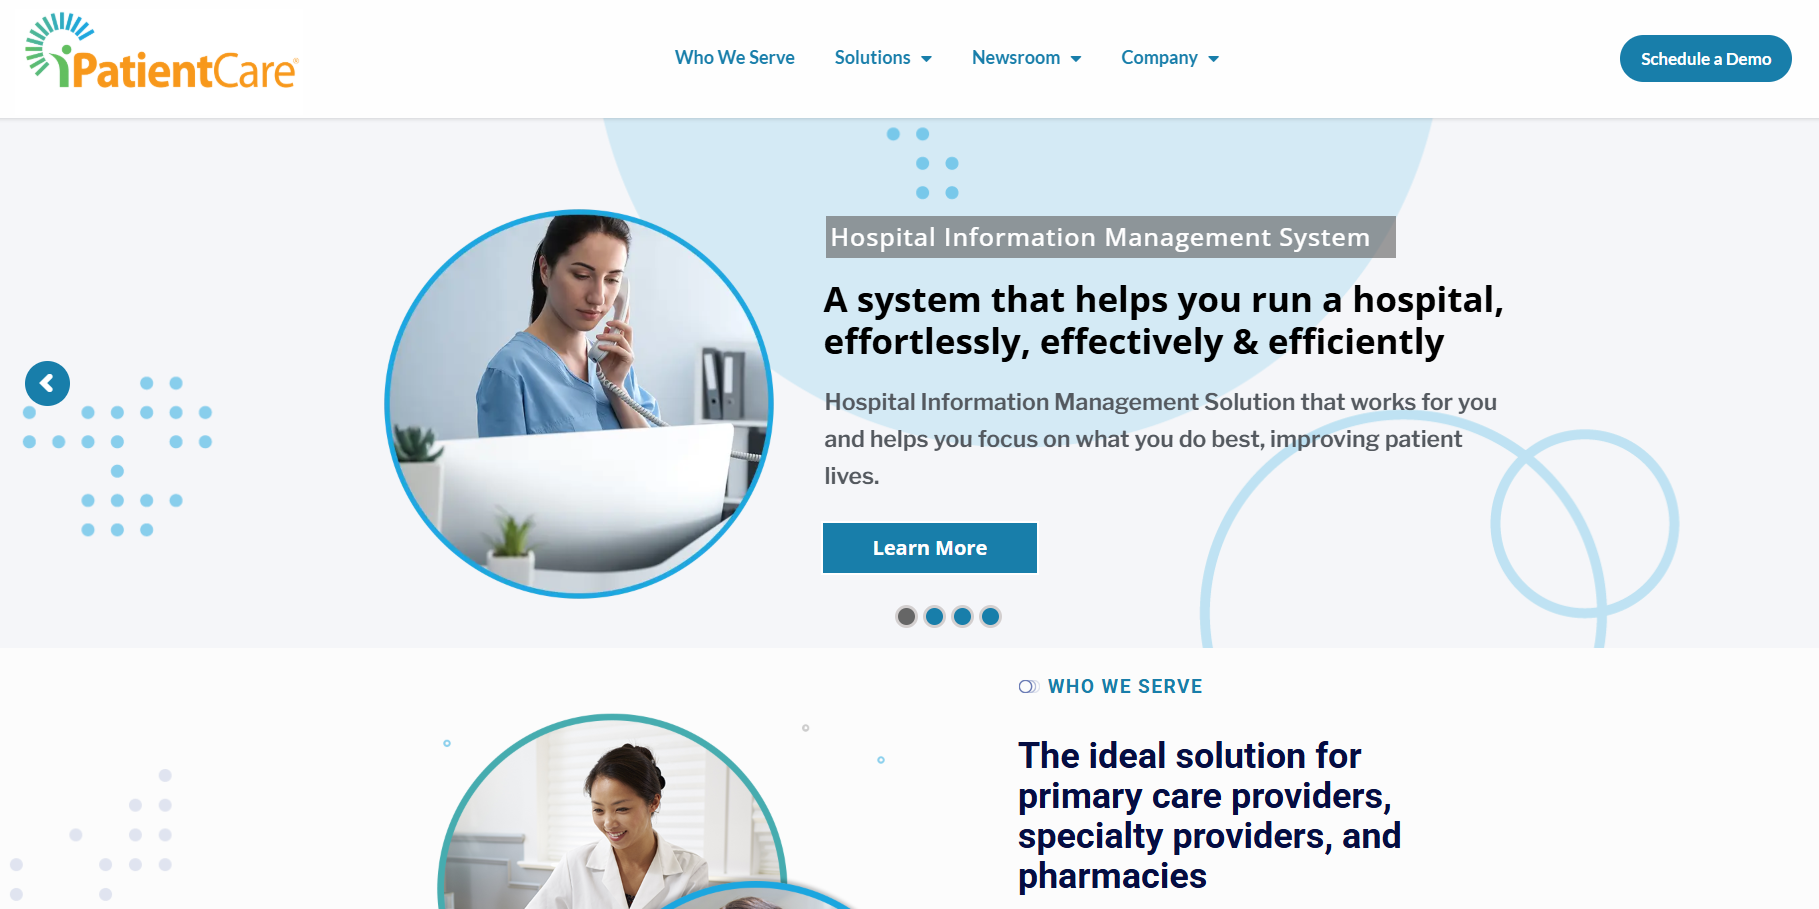 iPatientCare®
Who We Serve
Solutions
Newsroom
Company
Schedule a Demo
Hospital Information Management System
A system that helps you run a hospital,
effortlessly, effectively & efficiently
Hospital Information Management Solution that works for you
and helps you focus on what you do best, improving patient
lives.
Learn More
WHO WE SERVE
The ideal solution for
primary care providers,
specialty providers, and
pharmacies